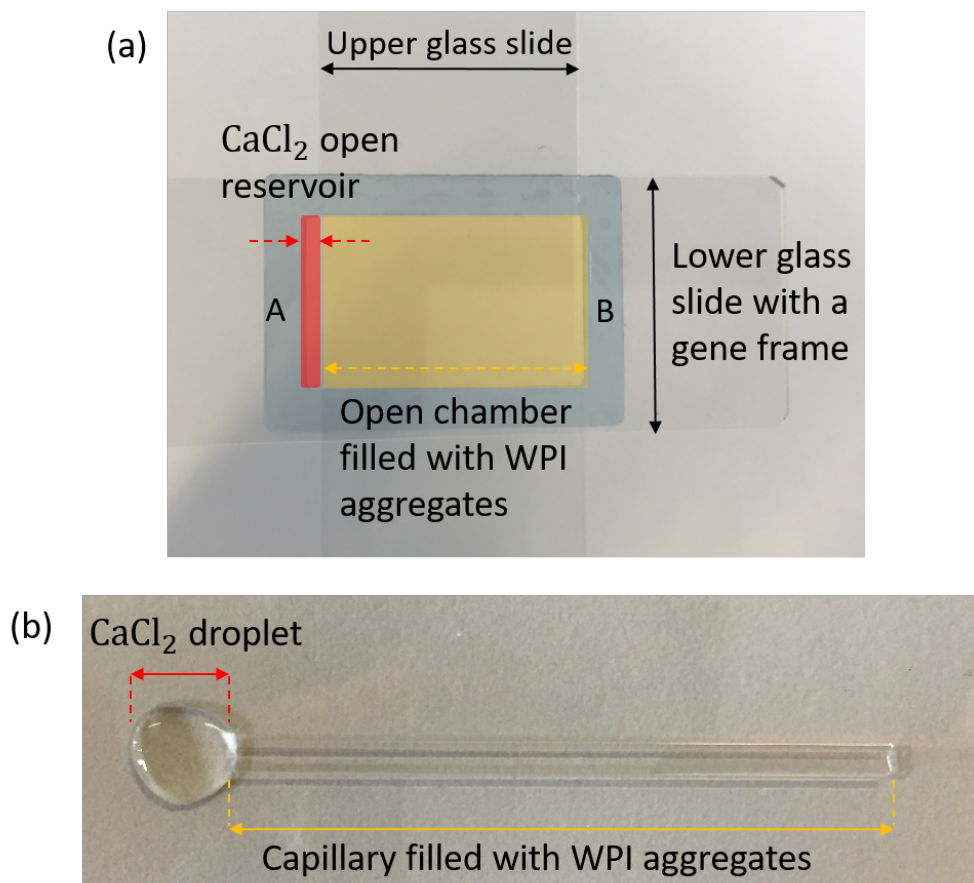 (a)
Upper glass slide
CaCl₂ open
reservoir
A
B
Lower glass
slide with a
gene frame
Open chamber
filled with WPI
aggregates
(b)
CaCl₂ droplet
Capillary filled with WPI aggregates